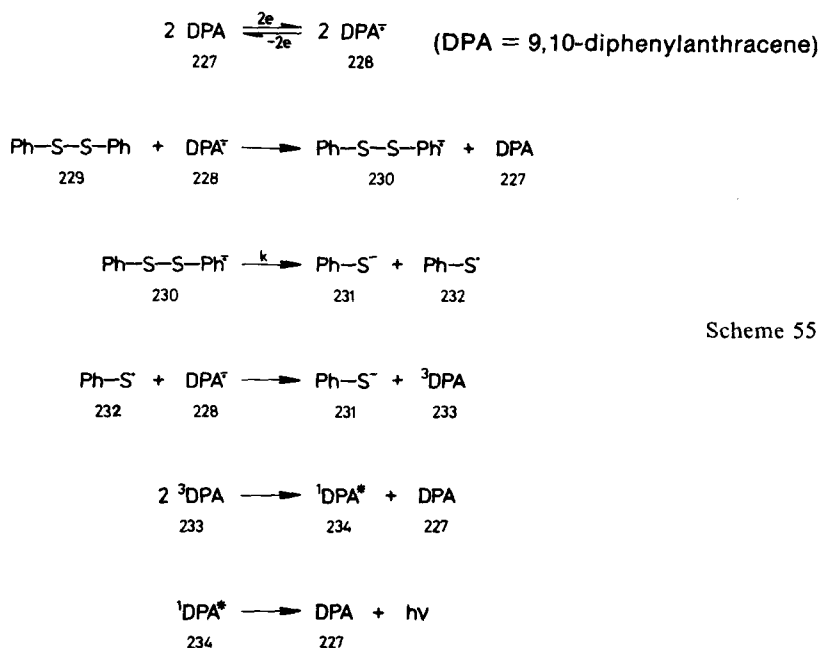 2 DPA 2e ⇌ -2e 2 DPA⨪ (DPA = 9,10-diphenylanthracene)
227 228
Ph-S-S-Ph + DPA⨪ ⟶ Ph-S-S-Ph⨪ + DPA
229 228 230 227
Ph-S-S-Ph⨪ k ⟶ Ph-S⁻ + Ph-S•
230 231 232
Scheme 55
Ph-S• + DPA⨪ ⟶ Ph-S⁻ + ³DPA
232 228 231 233
2 ³DPA ⟶ ¹DPA* + DPA
233 234 227
¹DPA* ⟶ DPA + hν
234 227